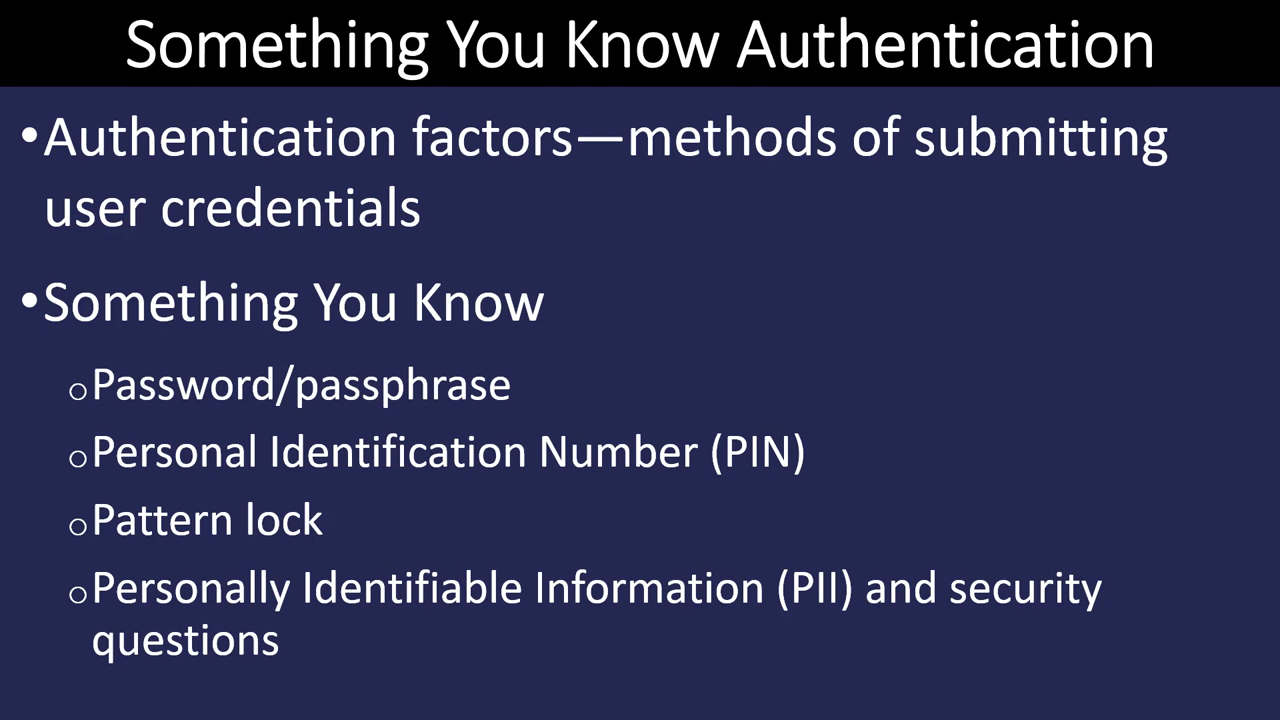 Something You Know Authentication
•Authentication factors—methods of submitting
user credentials
•Something You Know
oPassword/passphrase
oPersonal Identification Number (PIN)
oPattern lock
oPersonally Identifiable Information (PII) and security
questions